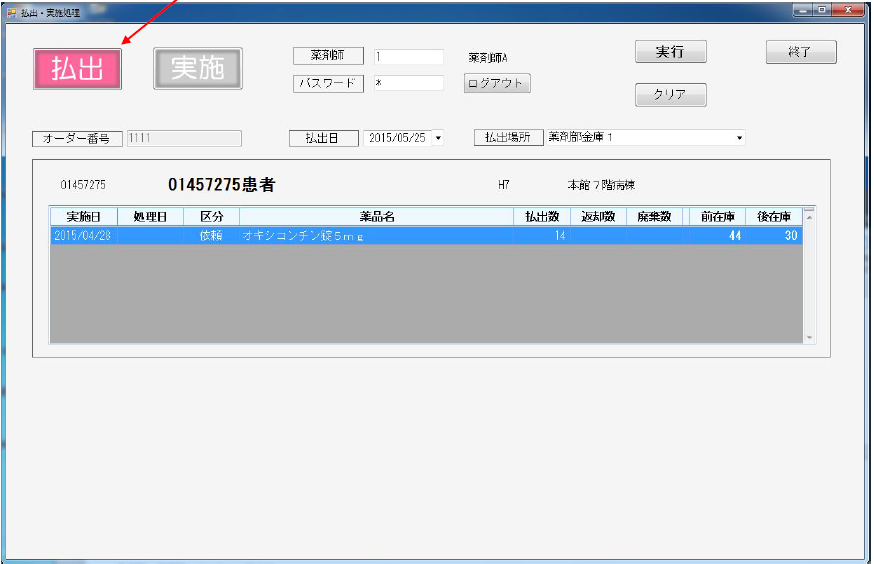 払出・実施処理
払出 実施 薬剤師 1 薬剤師A 実行 終了
パスワード * ログアウト クリア
オーダー番号 1111 払出日 2015/05/25 払出場所 薬剤部金庫1
01457275 01457275患者 H7 本館7階病棟
実施日 処理日 区分 薬品名 払出数 返却数 廃棄数 前在庫 後在庫
2015/04/28 依頼 オキシコンチン錠5mg 14 44 30